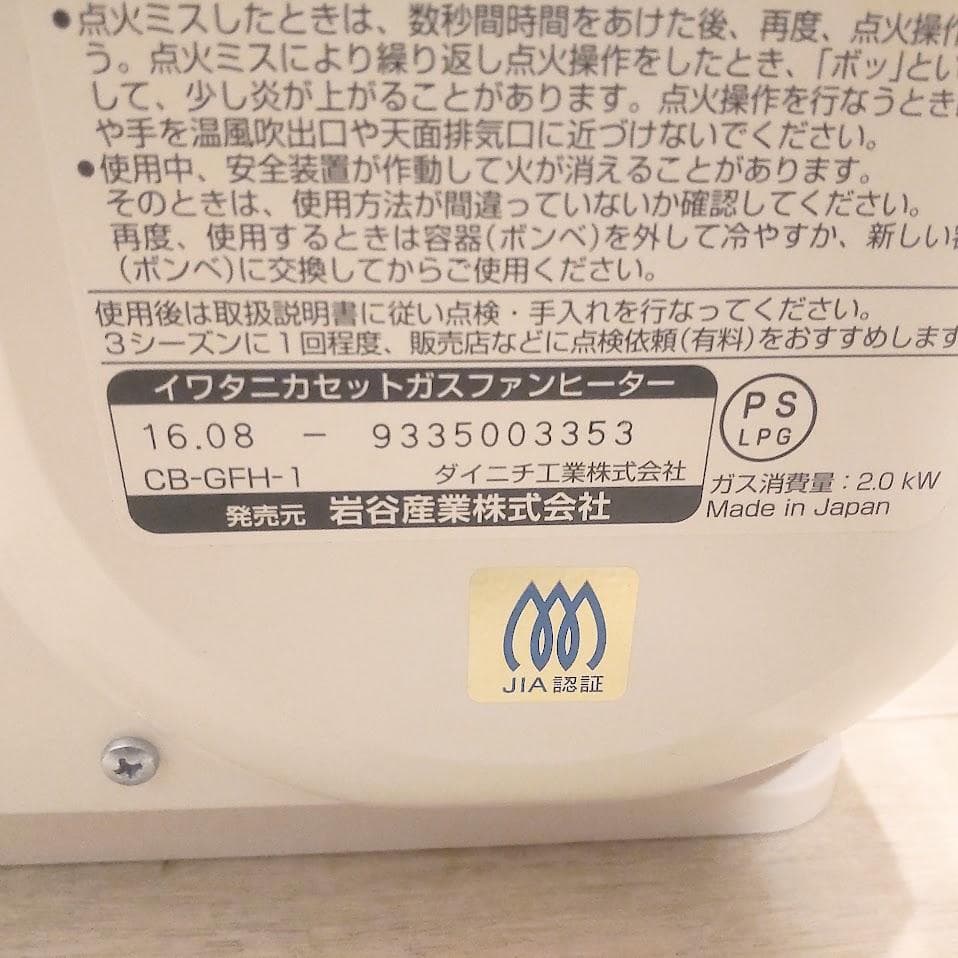 ●点火ミスしたときは、数秒間時間をあけた後、再度、点火操作
う。点火ミスにより繰り返し点火操作をしたとき、「ボッ」とい
して、少し炎が上がることがあります。点火操作を行なうとき
や手を温風吹出口や天面排気口に近づけないでください。
●使用中、安全装置が作動して火が消えることがあります。
そのときは、使用方法が間違っていないか確認してください。
再度、使用するときは容器(ボンベ)を外して冷やすか、新しい
(ボンベ)に交換してからご使用ください。
使用後は取扱説明書に従い点検・手入れを行なってください。
3シーズンに1回程度、販売店などに点検依頼(有料)をおすすめします
イワタニカセットガスファンヒーター
16.08 - 9335003353
CB-GFH-1 ダイニチ工業株式会社
発売元 岩谷産業株式会社
PS
LPG
ガス消費量：2.0 kW
Made in Japan
JIA 認証